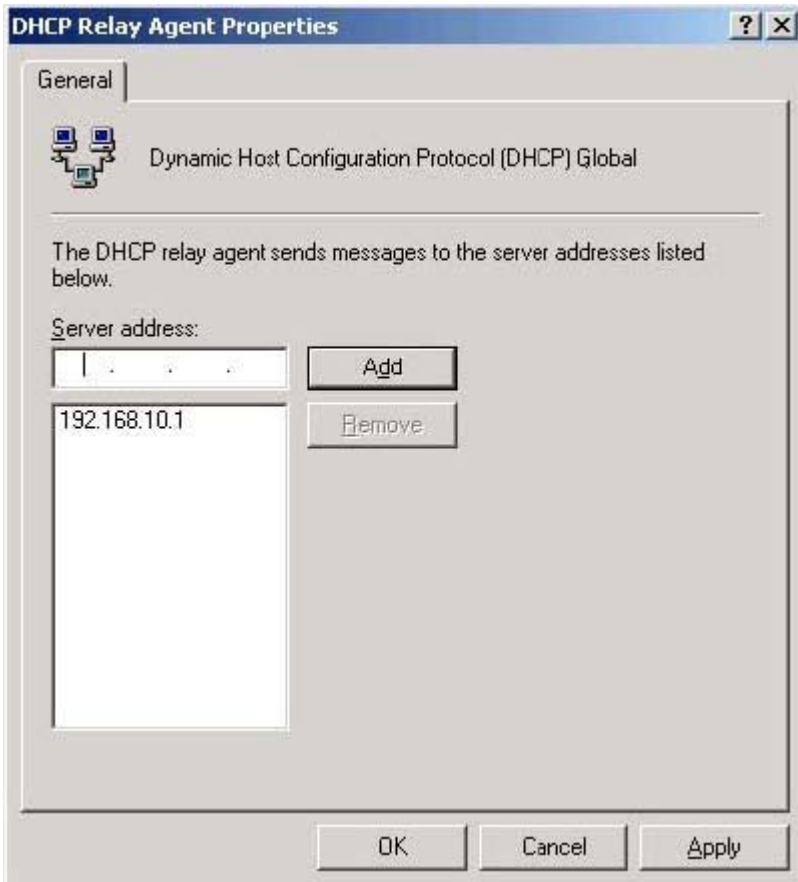 DHCP Relay Agent Properties
General
Dynamic Host Configuration Protocol (DHCP) Global
The DHCP relay agent sends messages to the server addresses listed
below.
Server address:
Add
192.168.10.1
Remove
OK Cancel Apply